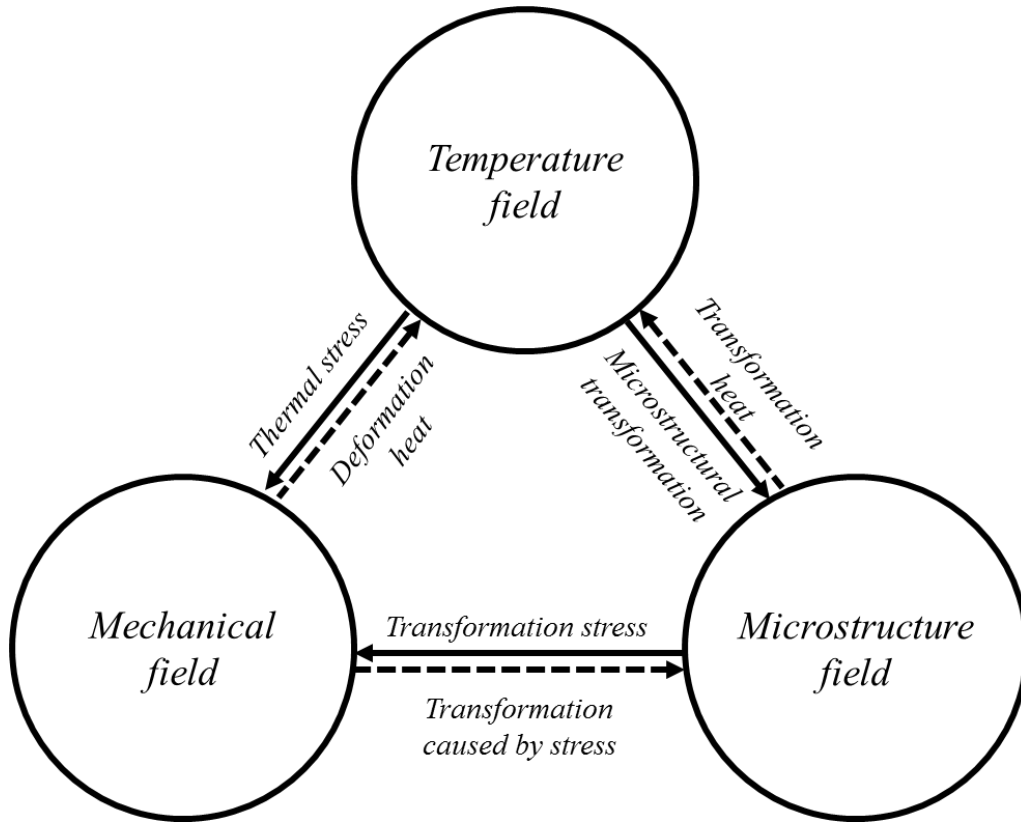 Temperature
field
Thermal stress
Deformation
heat
Transformation
heat
Microstructural
transformation
Mechanical
field
Transformation stress
Transformation
caused by stress
Microstructure
field